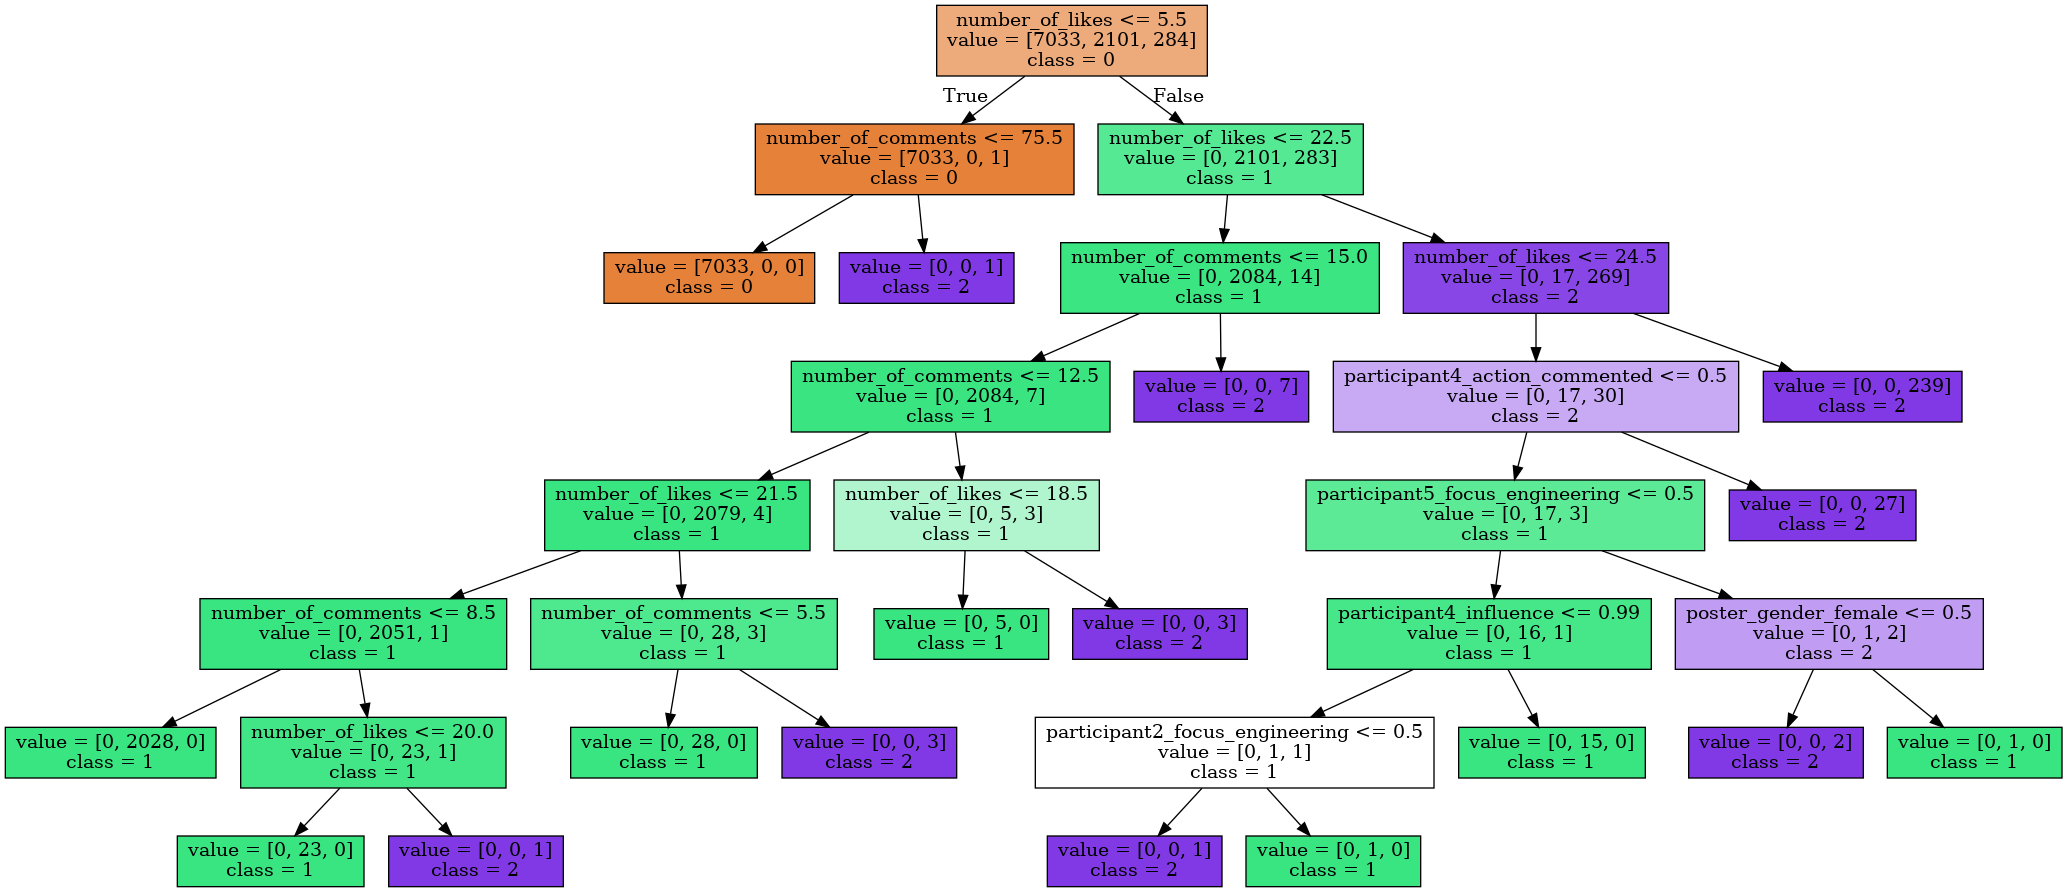 number_of_likes <= 5.5
value = [7033, 2101, 284]
class = 0
True
False
number_of_comments <= 75.5
value = [7033, 0, 1]
class = 0
number_of_likes <= 22.5
value = [0, 2101, 283]
class = 1
value = [7033, 0, 0]
class = 0
value = [0, 0, 1]
class = 2
number_of_comments <= 15.0
value = [0, 2084, 14]
class = 1
number_of_likes <= 24.5
value = [0, 17, 269]
class = 2
number_of_comments <= 12.5
value = [0, 2084, 7]
class = 1
value = [0, 0, 7]
class = 2
participant4_action_commented <= 0.5
value = [0, 17, 30]
class = 2
value = [0, 0, 239]
class = 2
number_of_likes <= 21.5
value = [0, 2079, 4]
class = 1
number_of_likes <= 18.5
value = [0, 5, 3]
class = 1
participant5_focus_engineering <= 0.5
value = [0, 17, 3]
class = 1
value = [0, 0, 27]
class = 2
number_of_comments <= 8.5
value = [0, 2051, 1]
class = 1
number_of_comments <= 5.5
value = [0, 28, 3]
class = 1
value = [0, 5, 0]
class = 1
value = [0, 0, 3]
class = 2
participant4_influence <= 0.99
value = [0, 16, 1]
class = 1
poster_gender_female <= 0.5
value = [0, 1, 2]
class = 2
value = [0, 2028, 0]
class = 1
number_of_likes <= 20.0
value = [0, 23, 1]
class = 1
value = [0, 28, 0]
class = 1
value = [0, 0, 3]
class = 2
participant2_focus_engineering <= 0.5
value = [0, 1, 1]
class = 1
value = [0, 15, 0]
class = 1
value = [0, 0, 2]
class = 2
value = [0, 1, 0]
class = 1
value = [0, 23, 0]
class = 1
value = [0, 0, 1]
class = 2
value = [0, 0, 1]
class = 2
value = [0, 1, 0]
class = 1